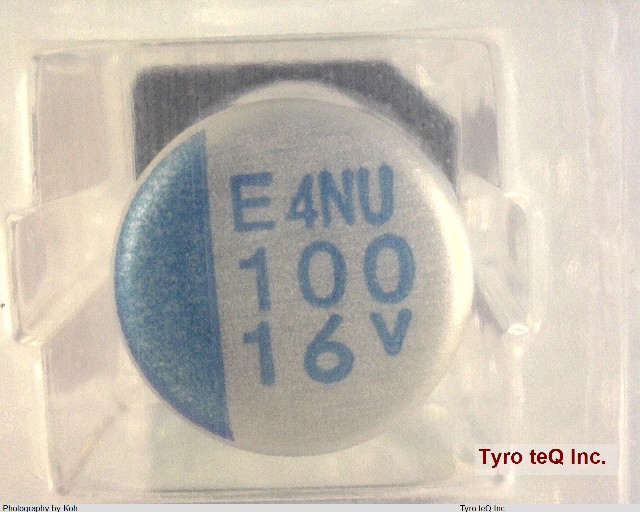 E 4NU
100
16 V
Tyro teQ Inc.
Photography by Koh
Tyro teQ Inc